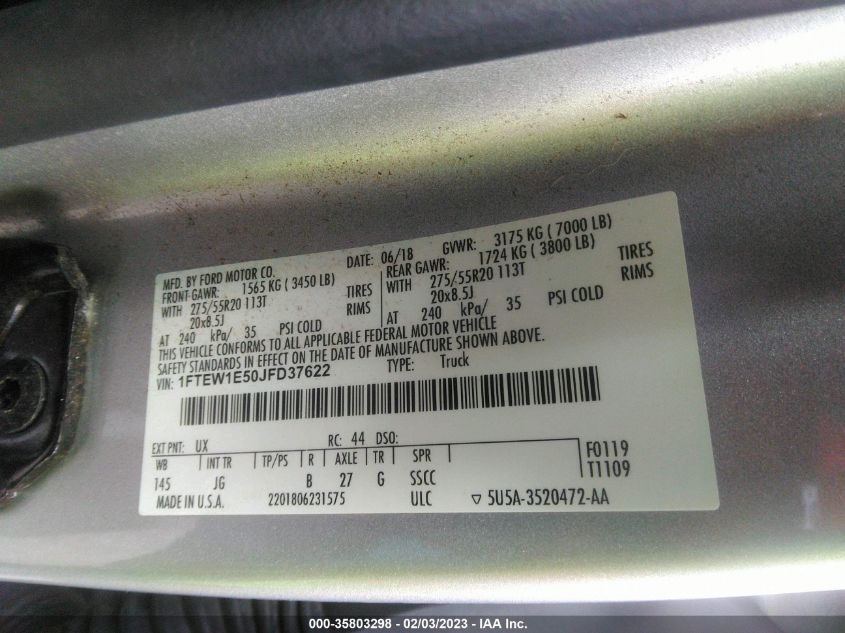 MFD. BY FORD MOTOR CO. DATE: 06/18 GVWR: 3175 KG ( 7000 LB)
FRONT GAWR: 1565 KG ( 3450 LB) REAR GAWR: 1724 KG ( 3800 LB)
WITH 275/55R20 113T TIRES WITH 275/55R20 113T TIRES
20x8.5J RIMS 20x8.5J RIMS
AT 240 kPa/ 35 PSI COLD AT 240 kPa/ 35 PSI COLD
THIS VEHICLE CONFORMS TO ALL APPLICABLE FEDERAL MOTOR VEHICLE
SAFETY STANDARDS IN EFFECT ON THE DATE OF MANUFACTURE SHOWN ABOVE.
VIN: 1FTEW1E50JFD37622 TYPE: Truck
EXT PNT: UX RC: 44 DSO: F0119
WB INT TR TP/PS R AXLE TR SPR T1109
145 JG B 27 G SSCC
MADE IN U.S.A. 2201806231575 ULC ▽ 5U5A-3520472-AA
000-35803298 - 02/03/2023 - IAA Inc.